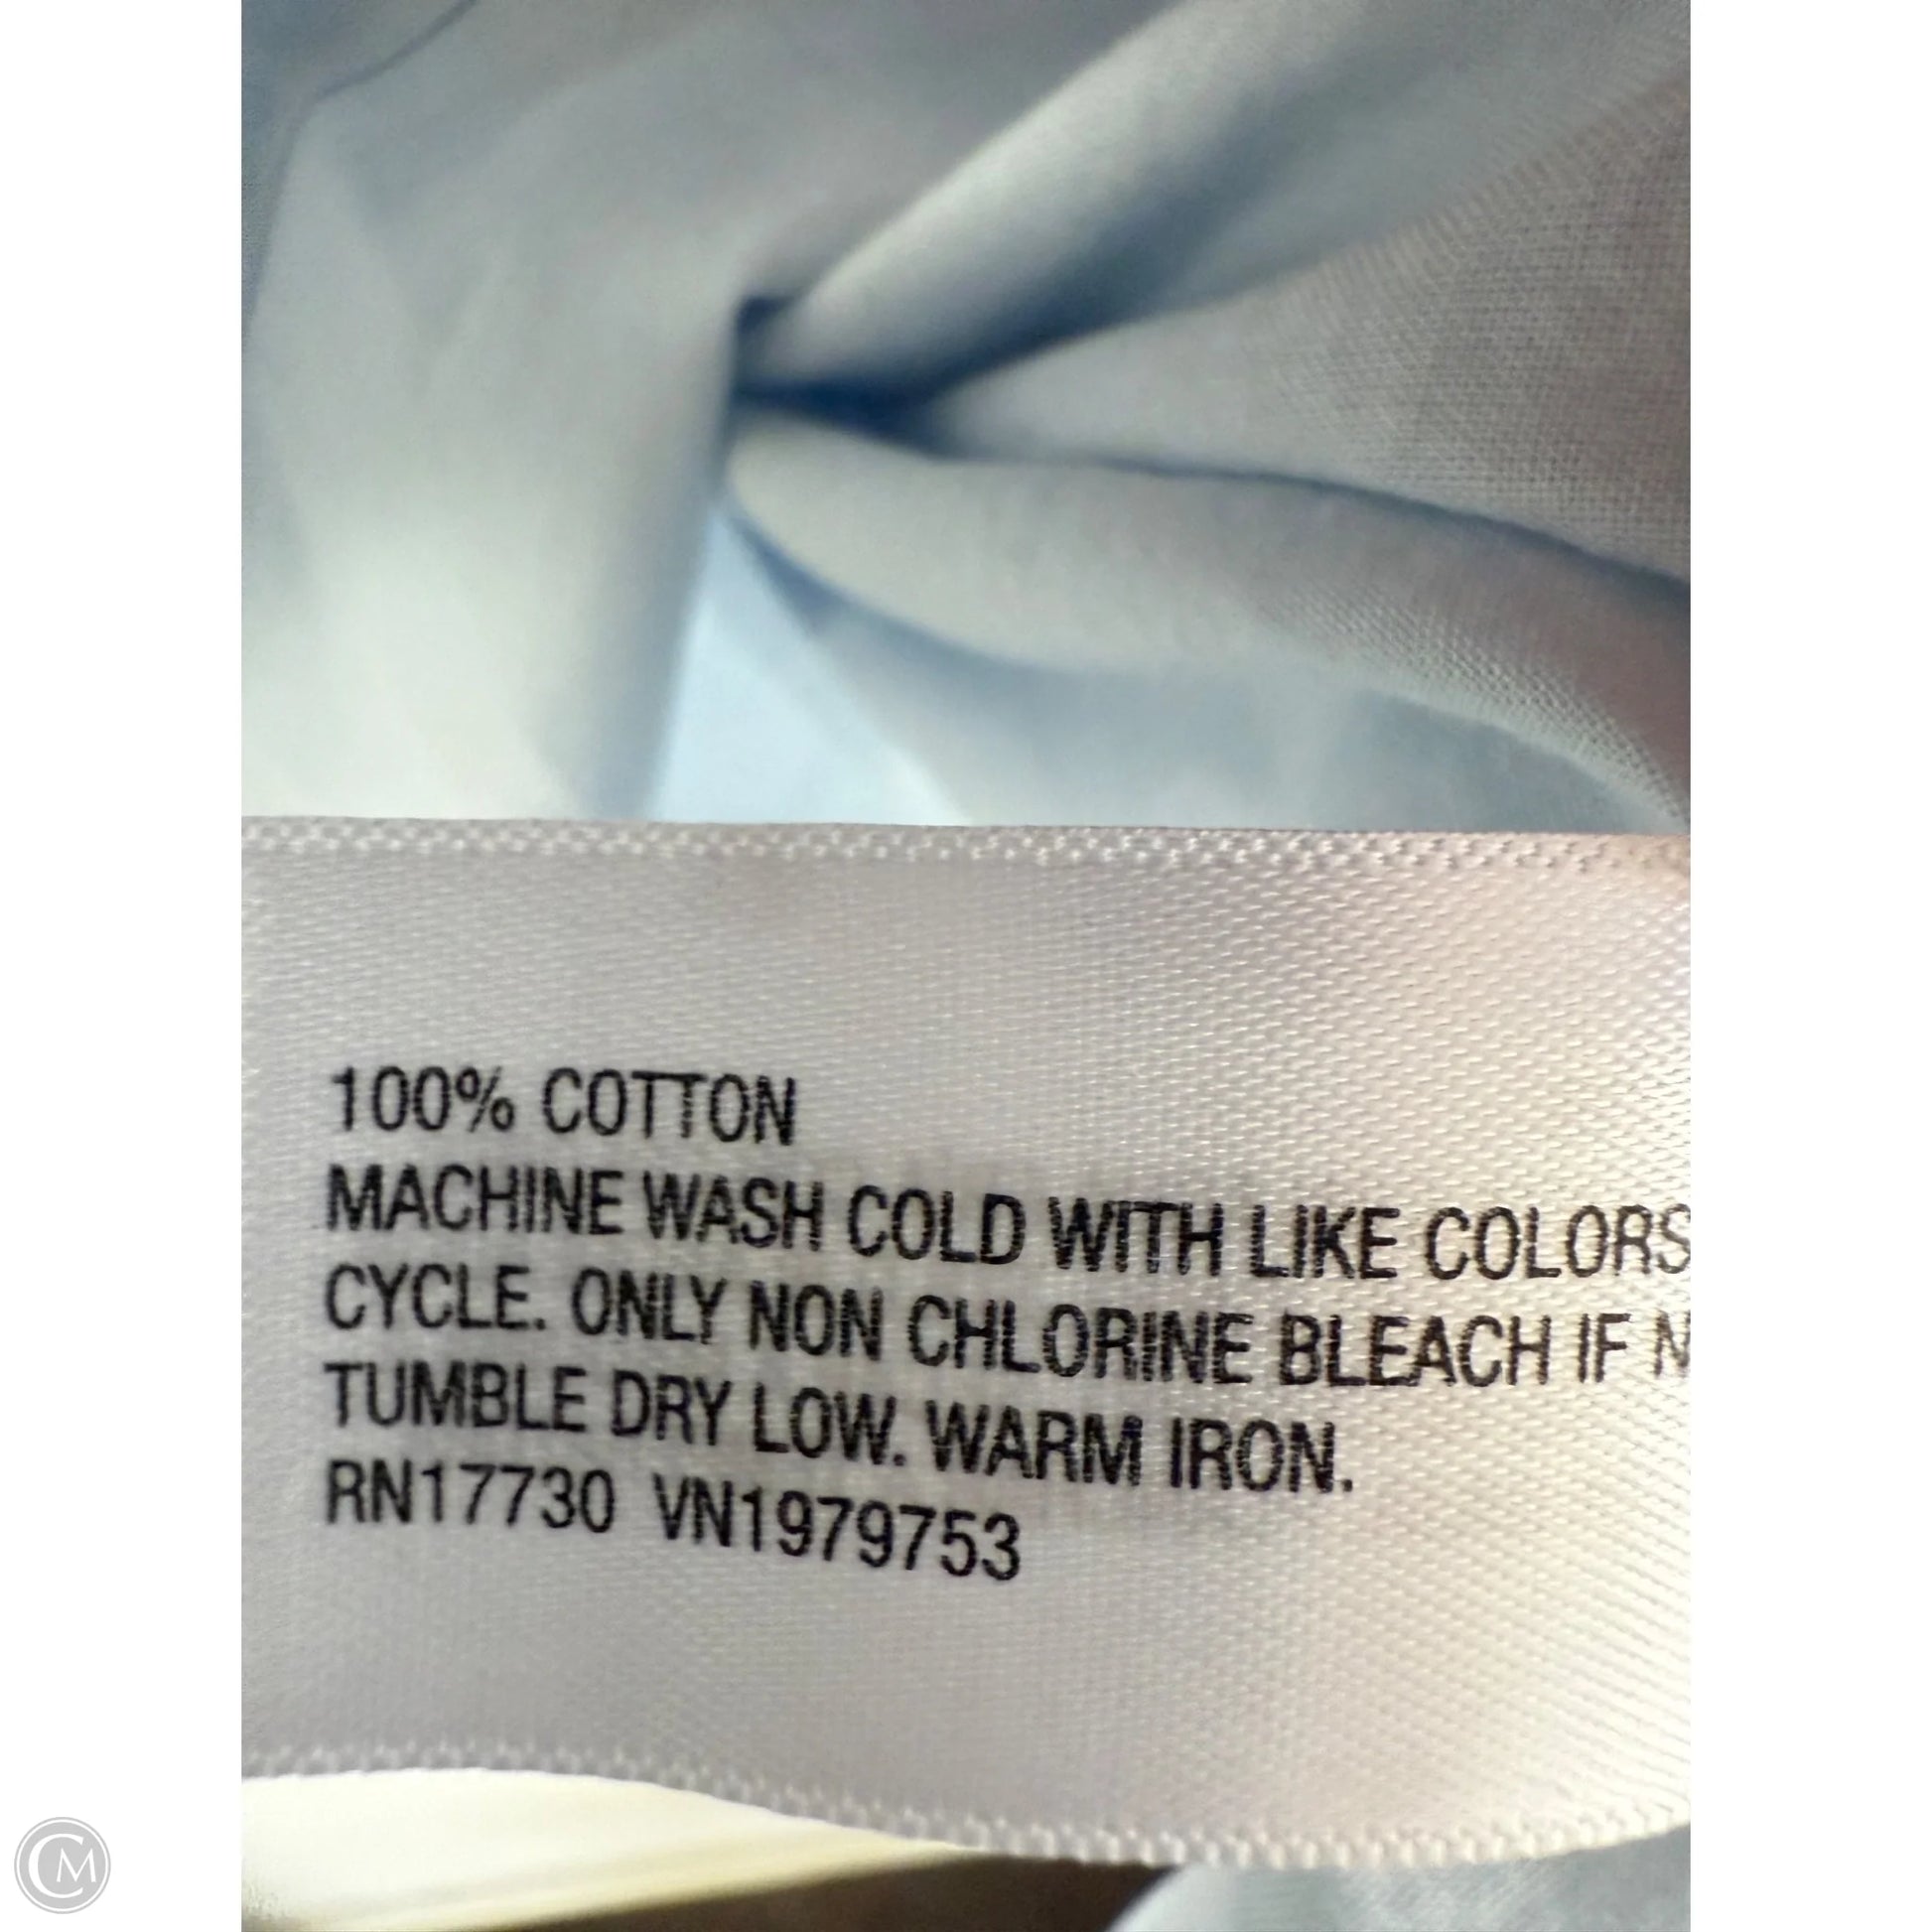 100% COTTON
MACHINE WASH COLD WITH LIKE COLORS
CYCLE. ONLY NON CHLORINE BLEACH IF N
TUMBLE DRY LOW. WARM IRON.
RN17730 VN1979753
CM